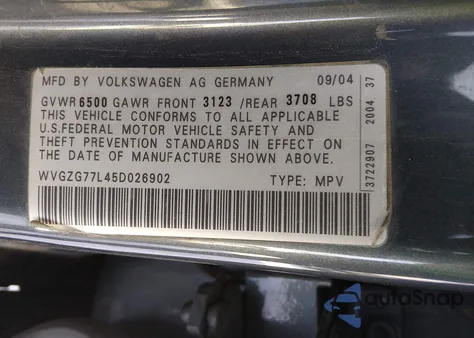 MFD BY VOLKSWAGEN AG GERMANY 09/04
GVWR 6500 GAWR FRONT 3123 /REAR 3708 LBS
THIS VEHICLE CONFORMS TO ALL APPLICABLE
U.S.FEDERAL MOTOR VEHICLE SAFETY AND
THEFT PREVENTION STANDARDS IN EFFECT ON
THE DATE OF MANUFACTURE SHOWN ABOVE.
WVGZG77L45D026902 TYPE: MPV
3722907 2004 37
autoSnap